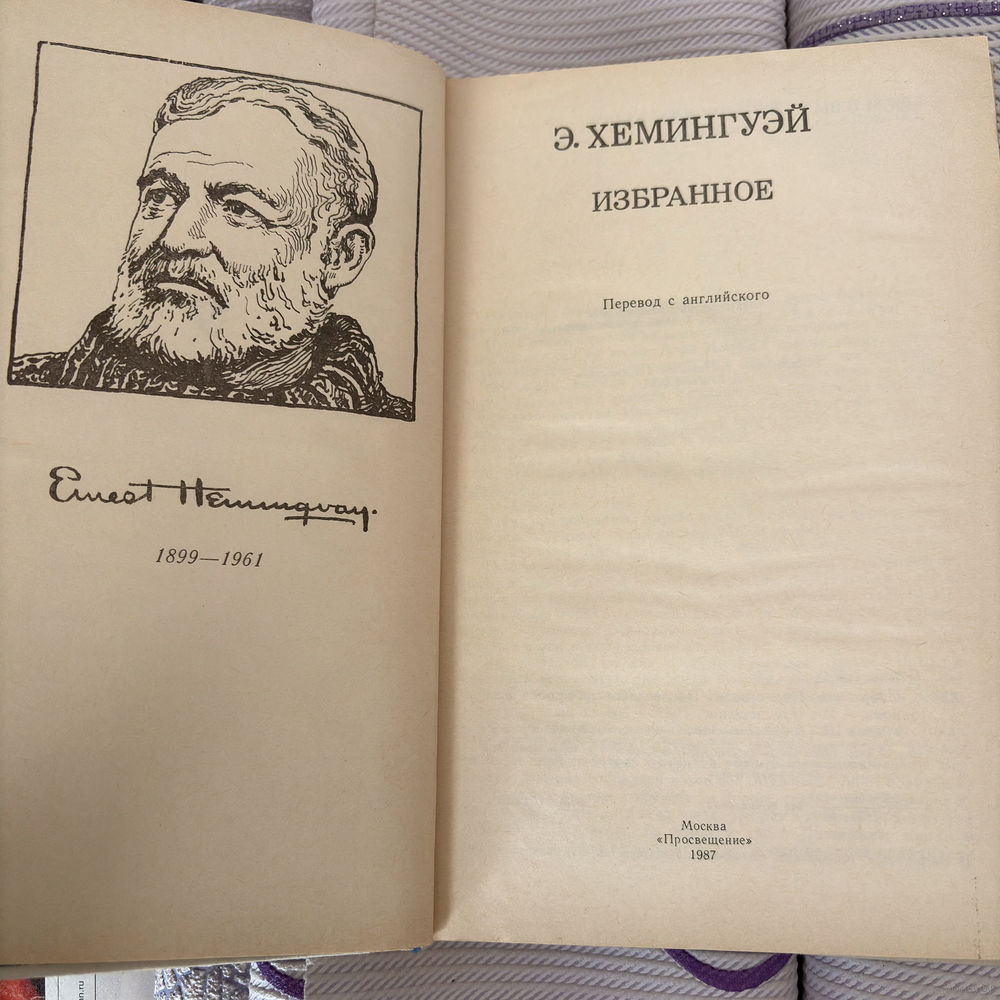 Ernest Hemingway.
1899—1961
Э. ХЕМИНГУЭЙ
ИЗБРАННОЕ
Перевод с английского
Москва
«Просвещение»
1987